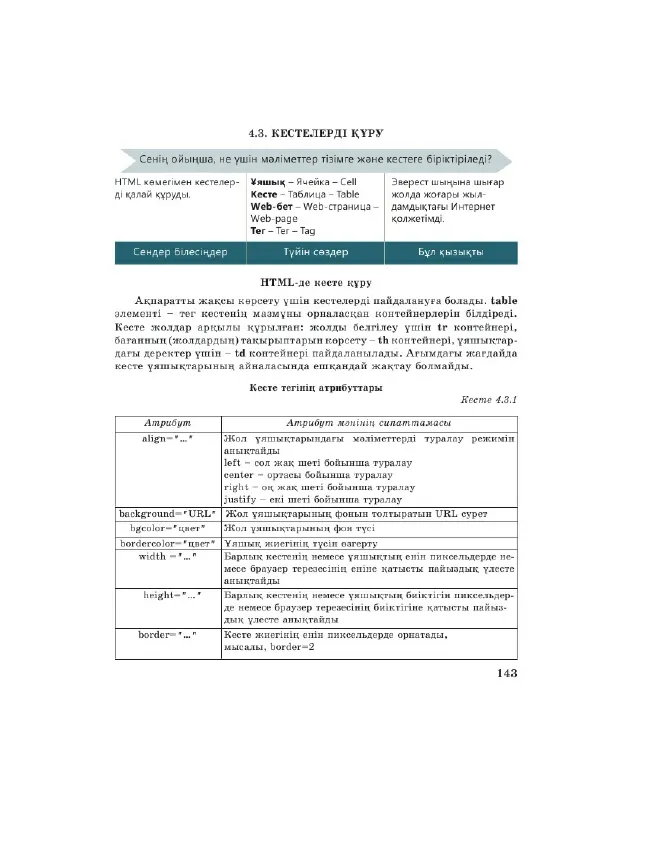 4.3. КЕСТЕЛЕРДІ ҚҰРУ
Сенің ойыңша, не үшін мәліметтер тізімге және кестеге біріктіріледі?
HTML көмегімен кестелер-
ді қалай құруды.
Ұяшық – Ячейка – Cell
Кесте – Таблица – Table
Web-бет – Web-страница –
Web-page
Тег – Тег – Tag
Эверест шыңына шығар
жолда жоғары жыл-
дамдықтағы Интернет
қолжетімді.
Сендер білесіңдер
Түйін сөздер
Бұл қызықты
HTML-де кесте құру
Ақпаратты жақсы көрсету үшін кестелерді пайдалануға болады. table
элементі – тег кестенің мазмұны орналасқан контейнерлерін білдіреді.
Кесте жолдар арқылы құрылған: жолды белгілеу үшін tr контейнері,
бағанның (жолдардың) тақырыптарын көрсету – th контейнері, ұяшықтар-
дағы деректер үшін – td контейнері пайдаланылады. Ағымдағы жағдайда
кесте ұяшықтарының айналасында ешқандай жақтау болмайды.
Кесте тегінің атрибуттары
Кесте 4.3.1
Атрибут
Атрибут мәнінің сипаттамасы
align="..."
Жол ұяшықтарындағы мәліметтерді туралау режимін
анықтайды
left – сол жақ шеті бойынша туралау
center – ортасы бойынша туралау
right – оң жақ шеті бойынша туралау
justify – екі шеті бойынша туралау
background="URL"
Жол ұяшықтарының фонын толтыратын URL сурет
bgcolor="цвет"
Жол ұяшықтарының фон түсі
bordercolor="цвет"
Ұяшық жиегінің түсін өзгерту
width ="..."
Барлық кестенің немесе ұяшықтың енін пиксельдерде не-
месе браузер терезесінің еніне қатысты пайыздық үлесте
анықтайды
height="..."
Барлық кестенің немесе ұяшықтың биіктігін пиксельдер-
де немесе браузер терезесінің биіктігіне қатысты пайыз-
дық үлесте анықтайды
border="..."
Кесте жиегінің енін пиксельдерде орнатады,
мысалы, border=2
143